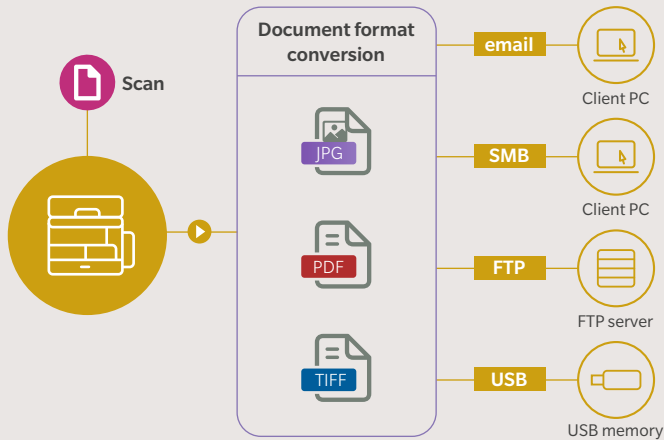 Scan
Document format
conversion
JPG
PDF
TIFF
email
Client PC
SMB
Client PC
FTP
FTP server
USB
USB memory